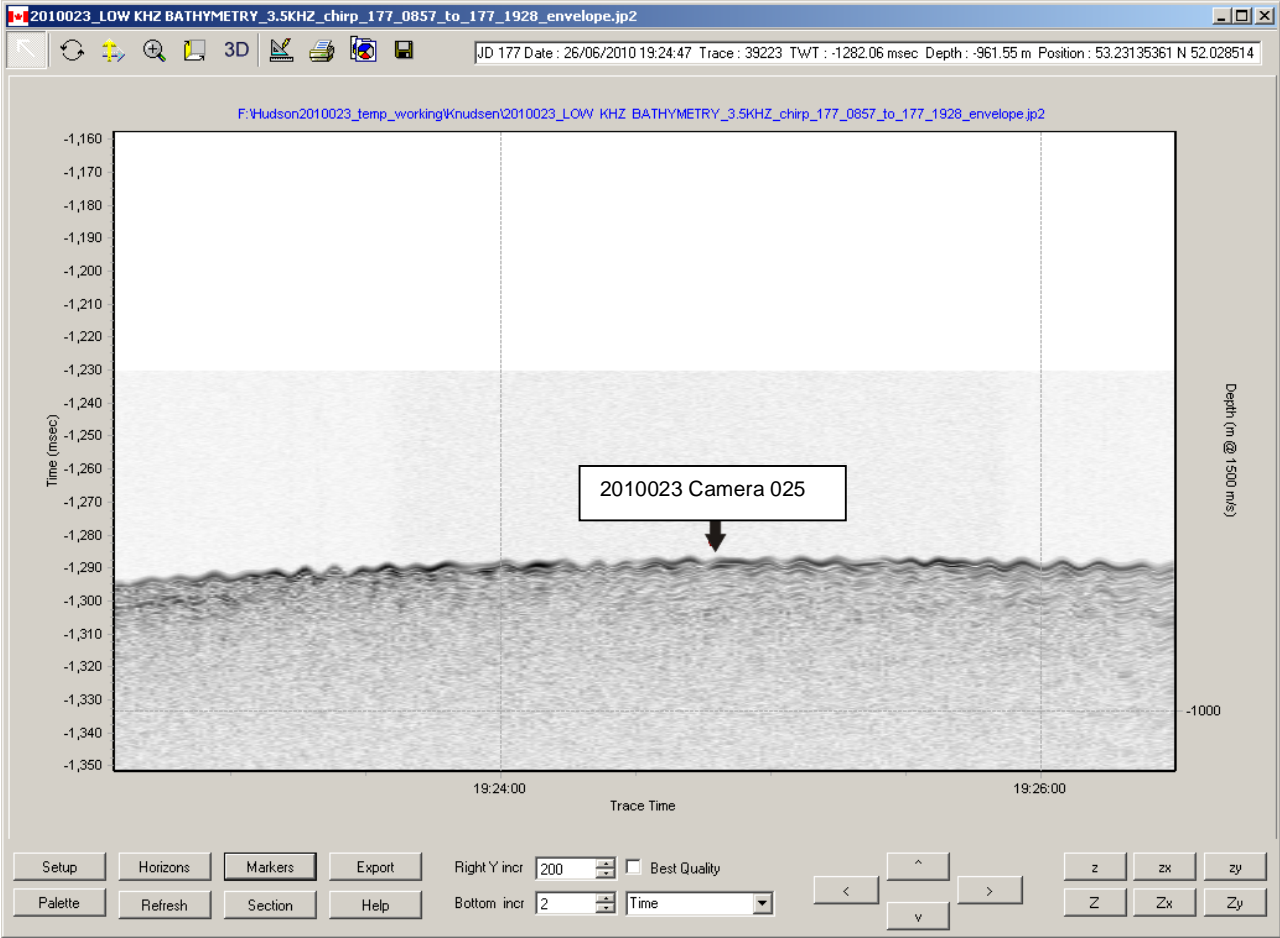 2010023_LOW KHZ BATHYMETRY_3.5KHZ_chirp_177_0857_to_177_1928_envelope.jp2
3D
JD 177 Date : 26/06/2010 19:24:47 Trace : 39223 TWT : -1282.06 msec Depth : -961.55 m Position : 53.23135361 N 52.028514
F:\Hudson2010023_temp_working\Knudsen\2010023_LOW KHZ BATHYMETRY_3.5KHZ_chirp_177_0857_to_177_1928_envelope.jp2
-1,160
-1,170
-1,180
-1,190
-1,200
-1,210
-1,220
-1,230
-1,240
-1,250
-1,260
-1,270
-1,280
-1,290
-1,300
-1,310
-1,320
-1,330
-1,340
-1,350
Time (msec)
2010023 Camera 025
Depth (m @ 1500 m/s)
-1000
19:24:00
19:26:00
Trace Time
Setup
Horizons
Markers
Export
Right Y incr
200
Best Quality
^
z
zx
zy
Palette
Refresh
Section
Help
Bottom incr
2
Time
<
>
v
Z
Zx
Zy